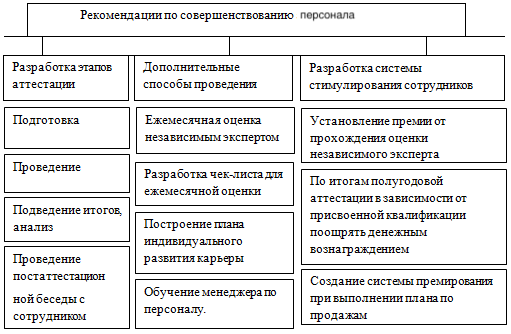 Рекомендации по совершенствованию персонала
Разработка этапов
аттестации
Подготовка
Проведение
Подведение итогов,
анализ
Проведение
постаттестацион
ной беседы с
сотрудником
Дополнительные
способы проведения
Ежемесячная оценка
независимым экспертом
Разработка чек-листа для
ежемесячной оценки
Построение плана
индивидуального
развития карьеры
Обучение менеджера по
персоналу.
Разработка системы
стимулирования сотрудников
Установление премии от
прохождения оценки
независимого эксперта
По итогам полугодовой
аттестации в зависимости от
присвоенной квалификации
поощрять денежным
вознаграждением
Создание системы премирования
при выполнении плана по
продажам